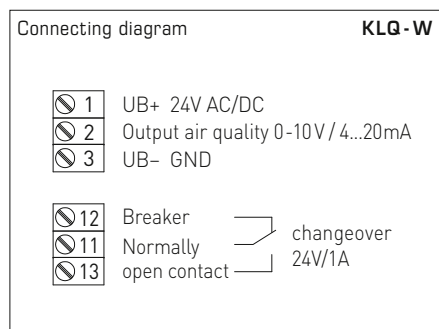 Connecting diagram KLQ-W
1 UB+ 24V AC/DC
2 Output air quality 0-10V / 4...20mA
3 UB– GND
12 Breaker
11 Normally
13 open contact
changeover
24V/1A